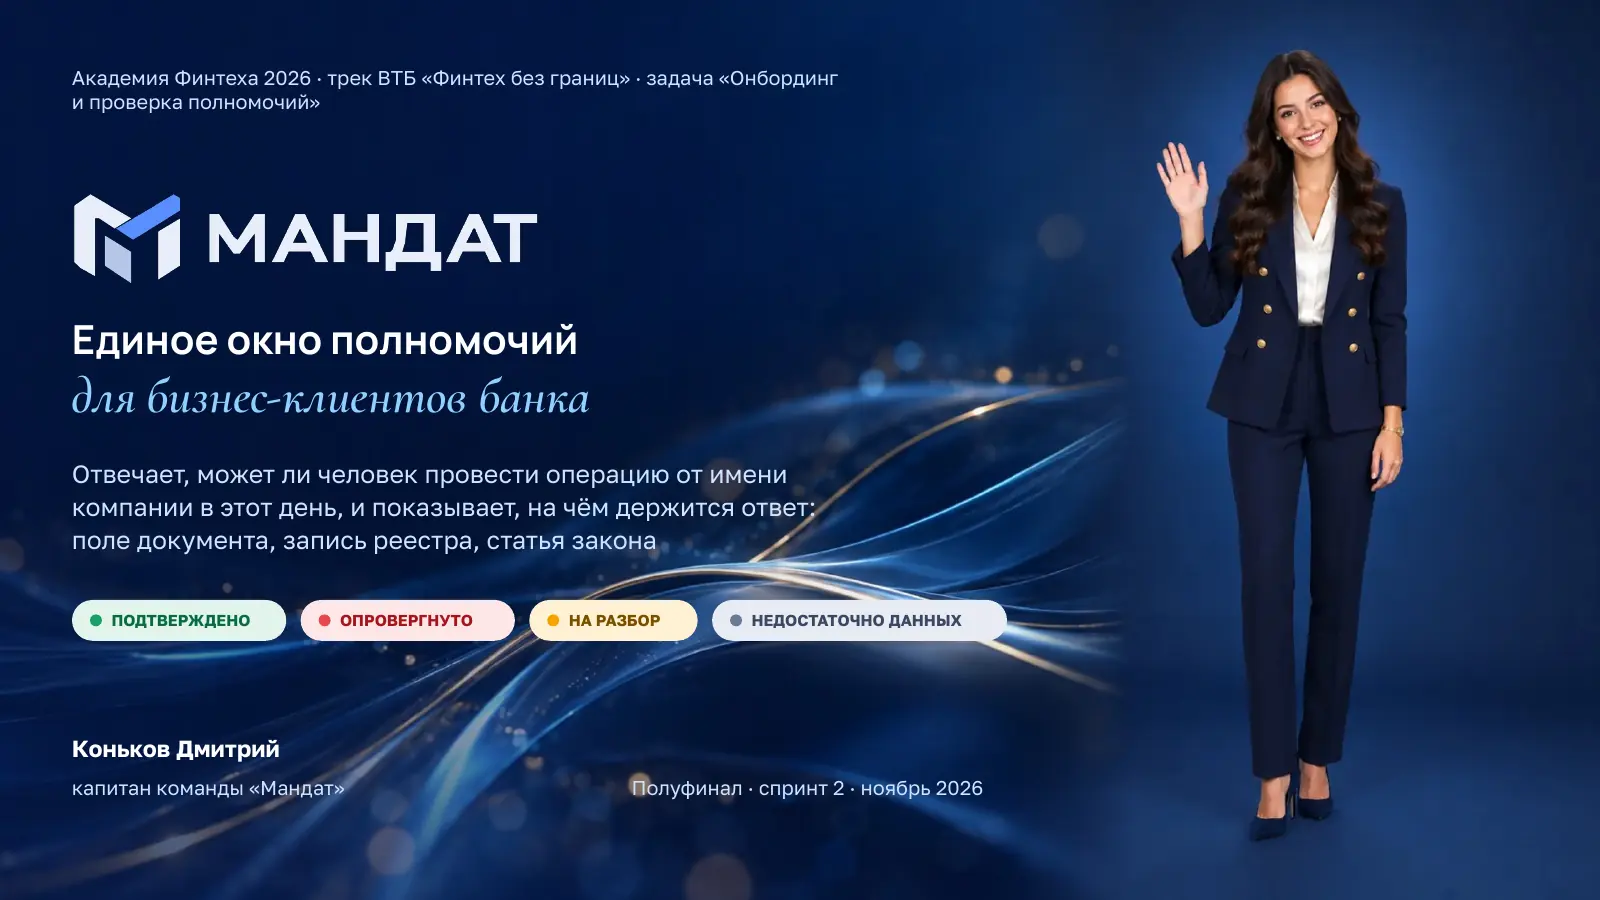 Академия Финтеха 2026 · трек ВТБ «Финтех без границ» · задача «Онбординг
и проверка полномочий»
МАНДАТ
Единое окно полномочий
для бизнес-клиентов банка
Отвечает, может ли человек провести операцию от имени
компании в этот день, и показывает, на чём держится ответ:
поле документа, запись реестра, статья закона
ПОДТВЕРЖДЕНО ОПРОВЕРГНУТО НА РАЗБОР НЕДОСТАТОЧНО ДАННЫХ
Коньков Дмитрий
капитан команды «Мандат» Полуфинал · спринт 2 · ноябрь 2026